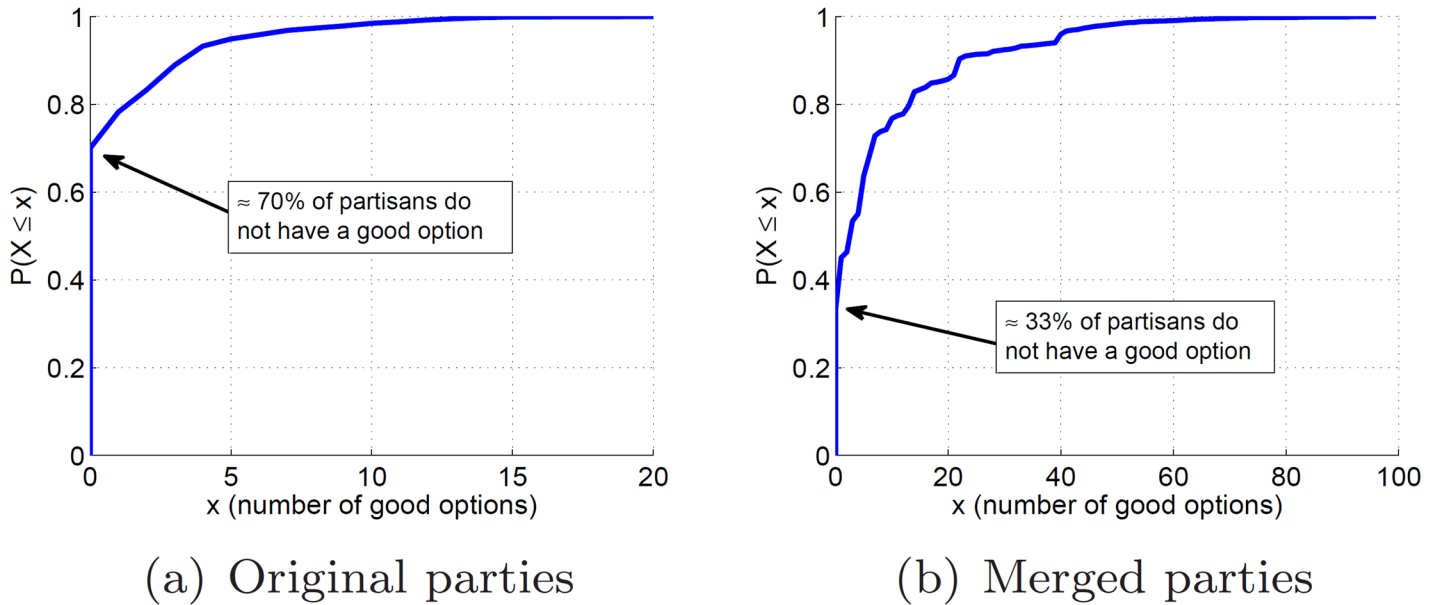 1
0.8
0.6
0.4
0.2
0
P(X ≤ x)
≈ 70% of partisans do
not have a good option
0 5 10 15 20
x (number of good options)
(a) Original parties
1
0.8
0.6
0.4
0.2
0
P(X ≤ x)
≈ 33% of partisans do
not have a good option
0 20 40 60 80 100
x (number of good options)
(b) Merged parties